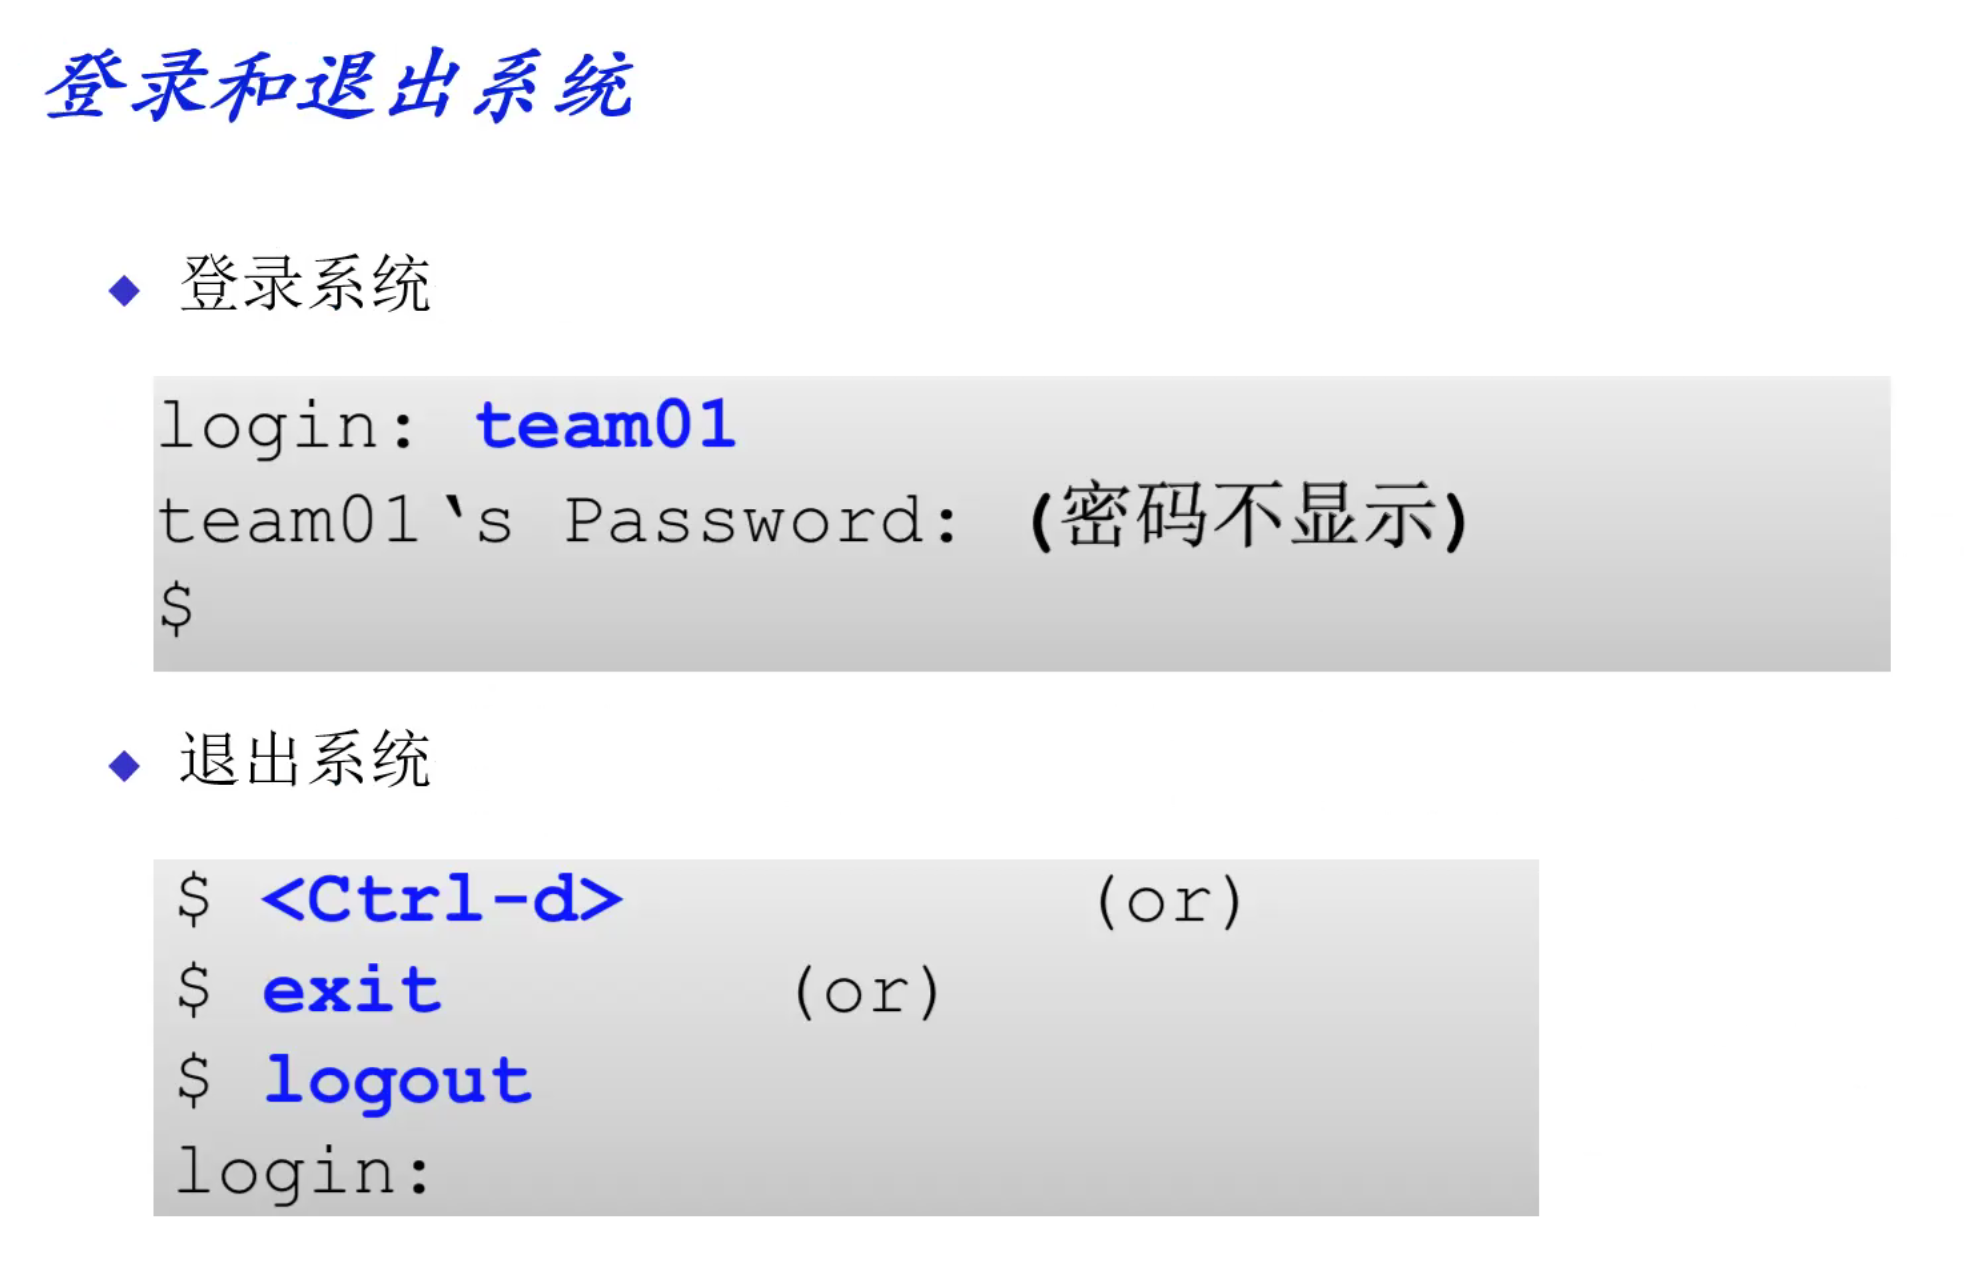 登录和退出系统
登录系统
login: team01
team01‘s Password: (密码不显示)
$
退出系统
$ <Ctrl-d> (or)
$ exit (or)
$ logout
login: